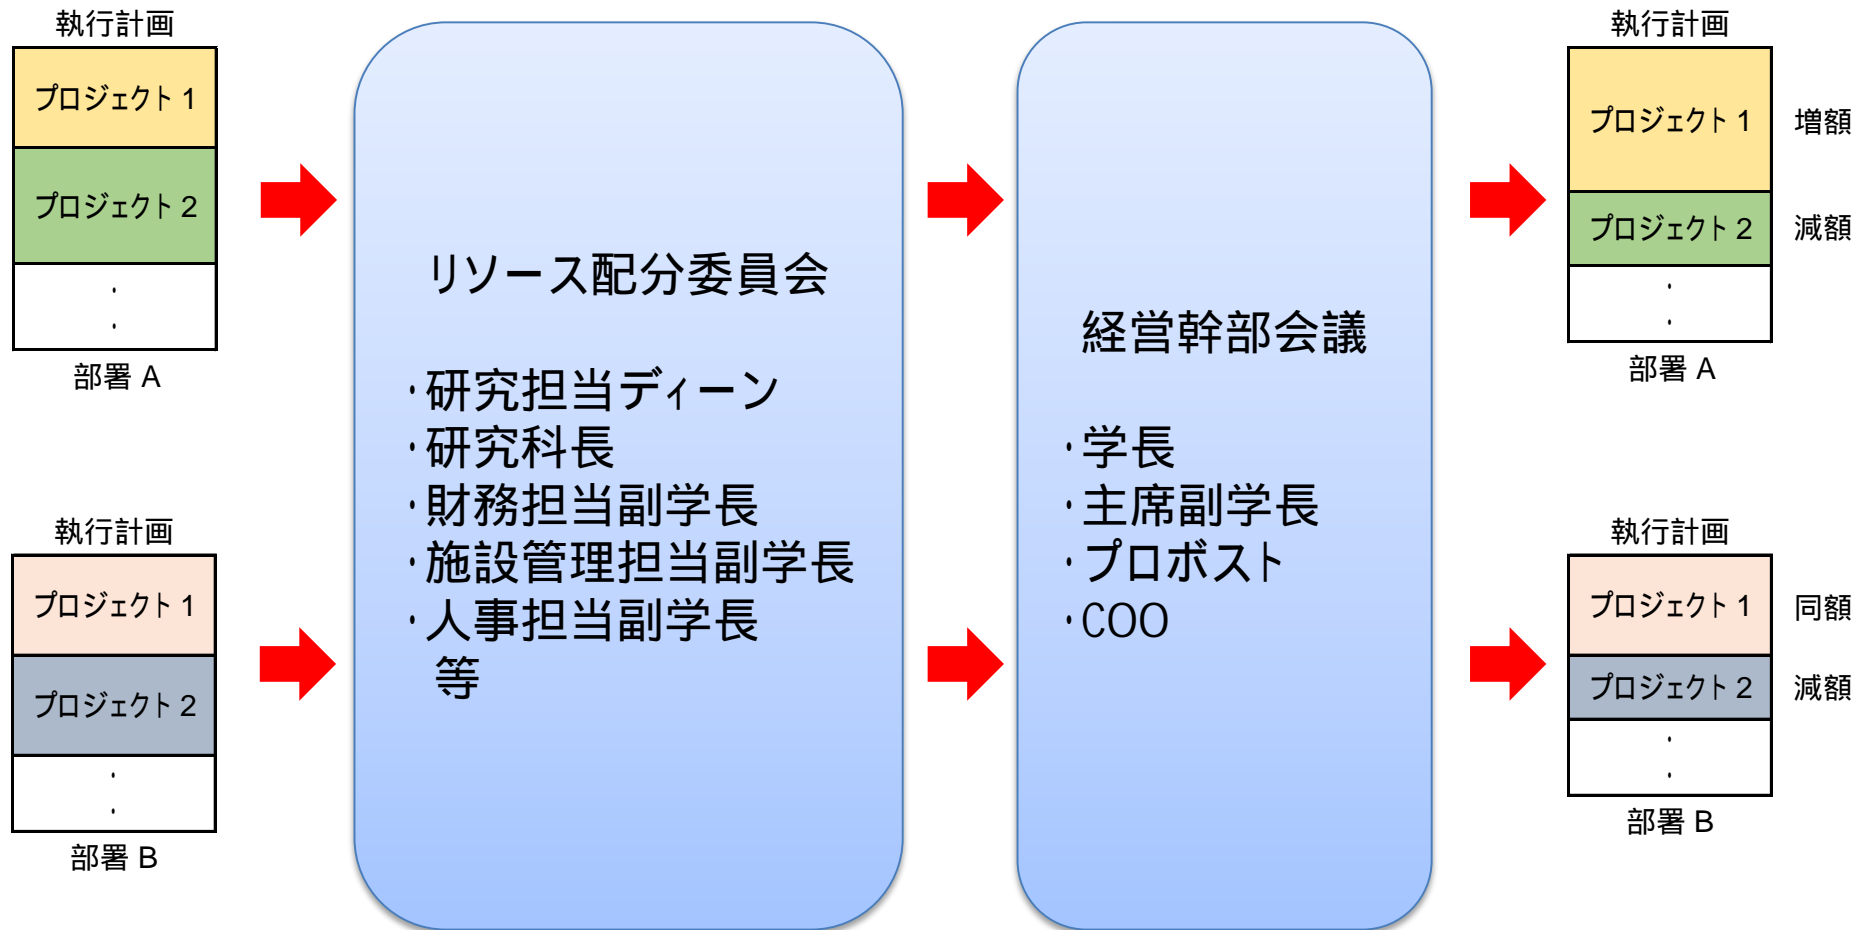 執行計画
プロジェクト 1
プロジェクト 2
・
・
部署 A
執行計画
プロジェクト 1
プロジェクト 2
・
・
部署 B
リソース配分委員会
・研究担当ディーン
・研究科長
・財務担当副学長
・施設管理担当副学長
・人事担当副学長
等
経営幹部会議
・学長
・主席副学長
・プロボスト
・COO
執行計画
プロジェクト 1 増額
プロジェクト 2 減額
・
・
部署 A
執行計画
プロジェクト 1 同額
プロジェクト 2 減額
・
・
部署 B